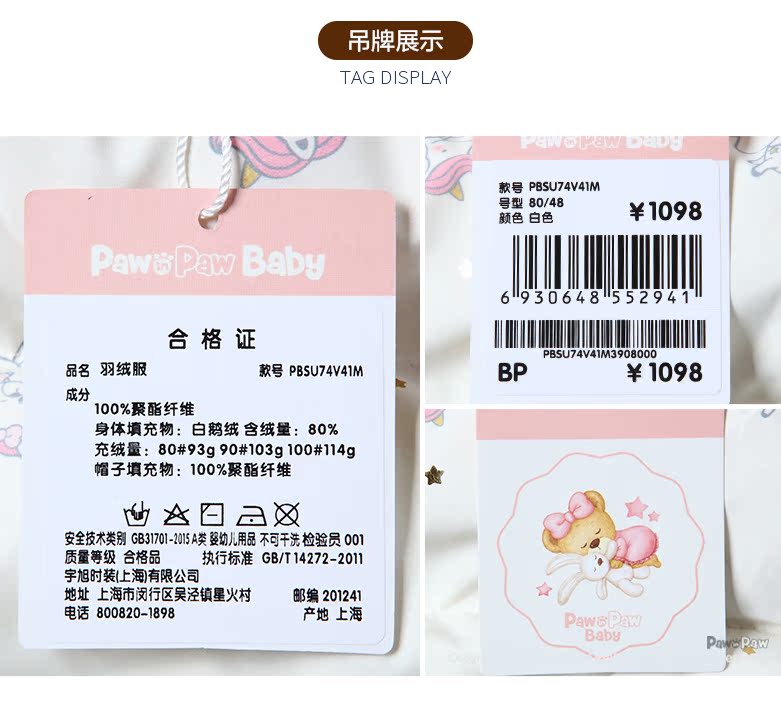 吊牌展示
TAG DISPLAY
Paw in Paw Baby
合格证
品名 羽绒服 款号 PBSU74V41M
成分
100%聚酯纤维
身体填充物：白鹅绒 含绒量：80%
充绒量：80#93g 90#103g 100#114g
帽子填充物：100%聚酯纤维
安全技术类别 GB31701-2015 A类 婴幼儿用品 不可干洗 检验员 001
质量等级 合格品 执行标准 GB/T 14272-2011
宇旭时装(上海)有限公司
地址 上海市闵行区吴泾镇星火村 邮编 201241
电话 800820-1898 产地 上海
Paw in Paw Baby
款号 PBSU74V41M
号型 80/48
颜色 白色
￥1098
6 930648 552941
PBSU74V41M3908000
BP ￥1098
Paw in Paw
Baby
Paw in Paw